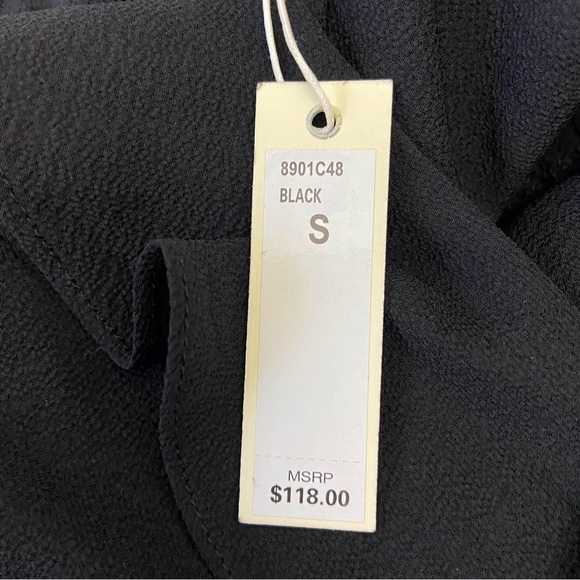 8901C48
BLACK
S
MSRP
$118.00